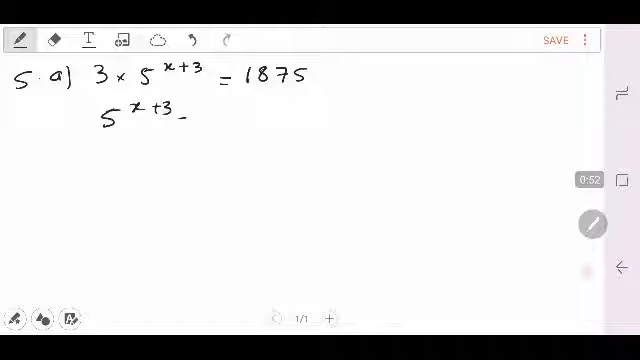 SAVE
5. a) 3 × 5^{x+3} = 1875
5^{x+3} -
0:52
1/1